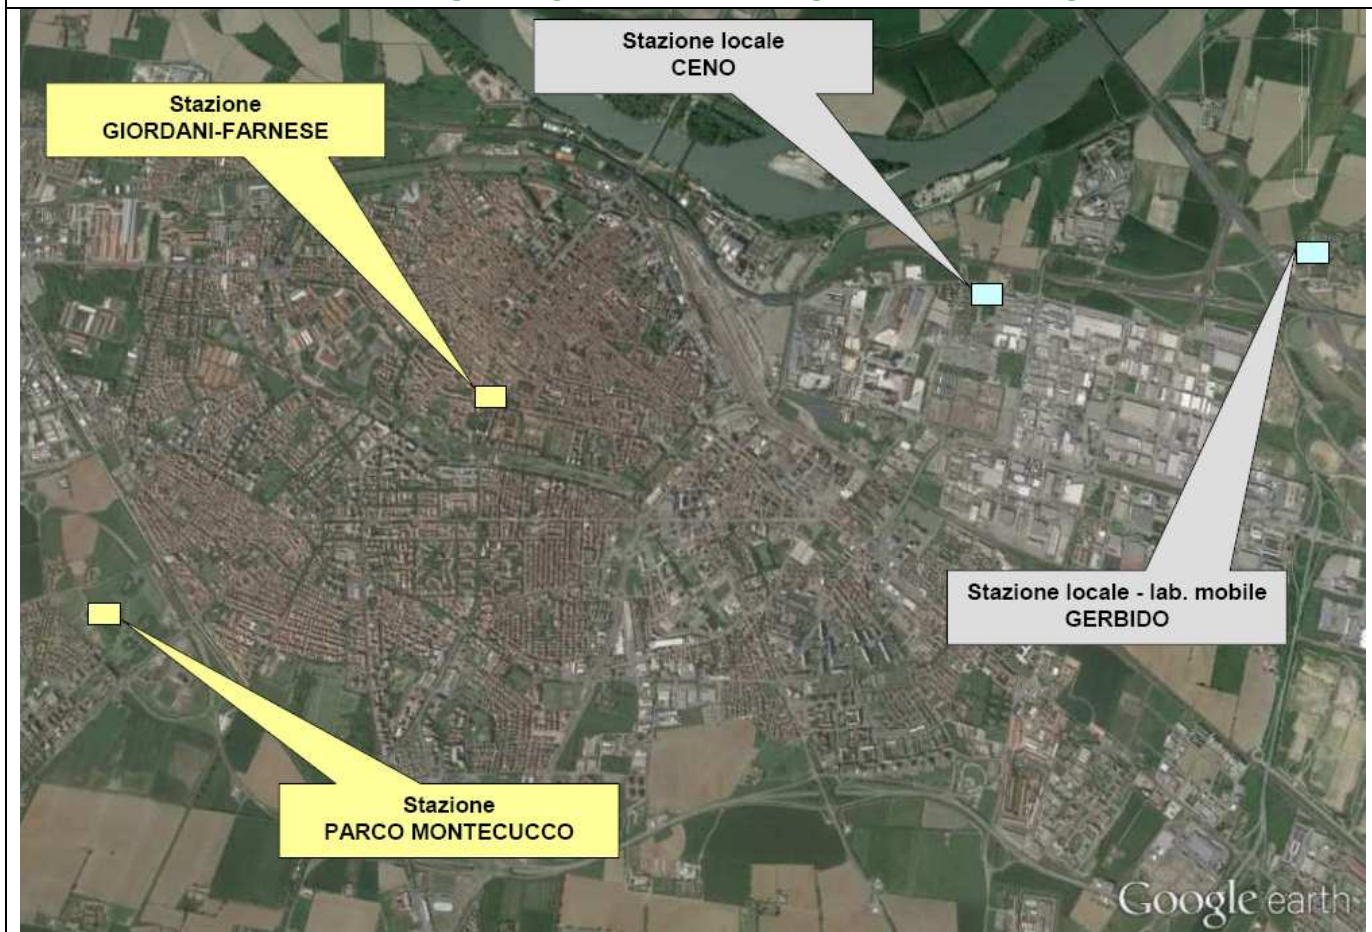 Stazione locale
CENO
Stazione
GIORDANI-FARNESE
Stazione locale - lab. mobile
GERBIDO
Stazione
PARCO MONTECUCCO
Google earth